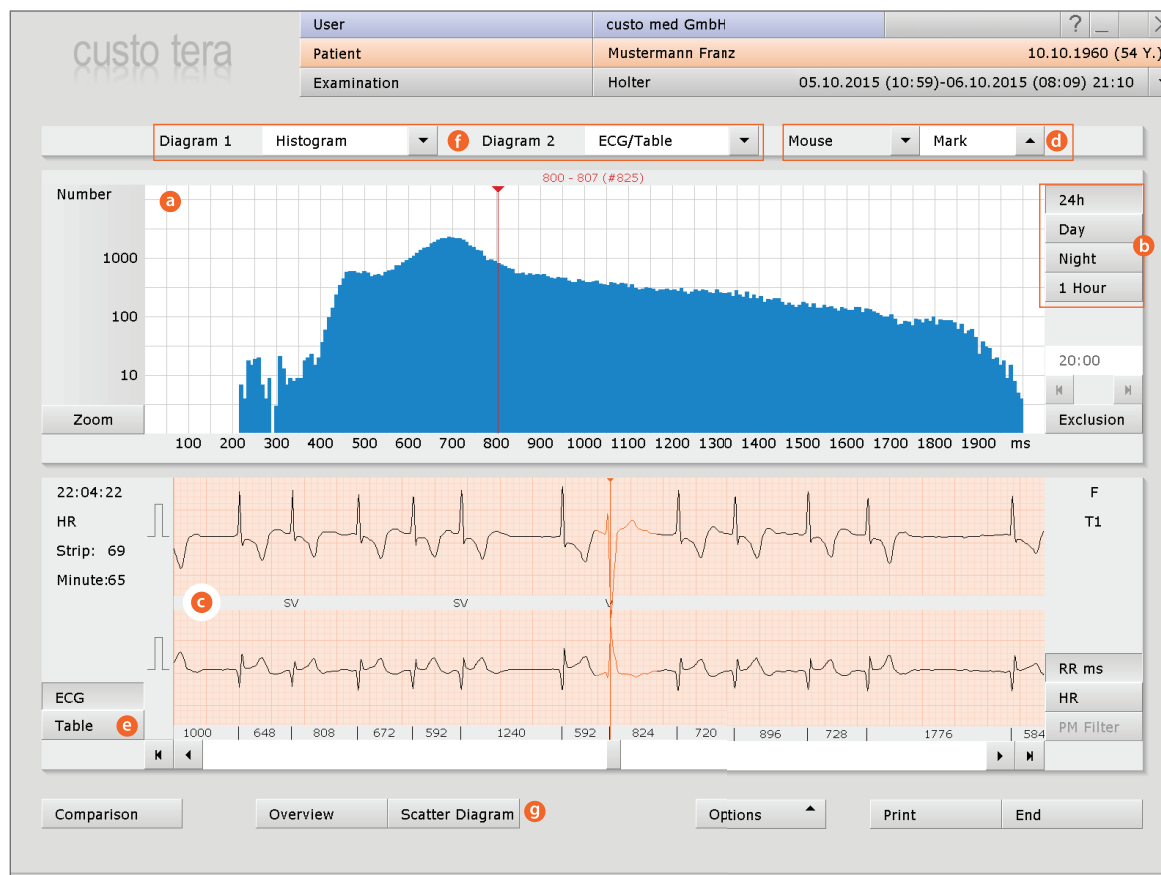 custo tera
User custo med GmbH ? _
Patient Mustermann Franz 10.10.1960 (54 Y.)
Examination Holter 05.10.2015 (10:59)-06.10.2015 (08:09) 21:10
Diagram 1 Histogram f Diagram 2 ECG/Table Mouse Mark d
800 - 807 (#825)
Number a 24h
Day
b
1000 Night
1 Hour
100
10 20:00
Zoom Exclusion
100 200 300 400 500 600 700 800 900 1000 1100 1200 1300 1400 1500 1600 1700 1800 1900 ms
22:04:22 F
HR T1
Strip: 69
Minute:65
c SV SV V
RR ms
ECG HR
Table e PM Filter
1000 648 808 672 592 1240 592 824 720 896 728 1776 584
Comparison Overview Scatter Diagram g Options Print End